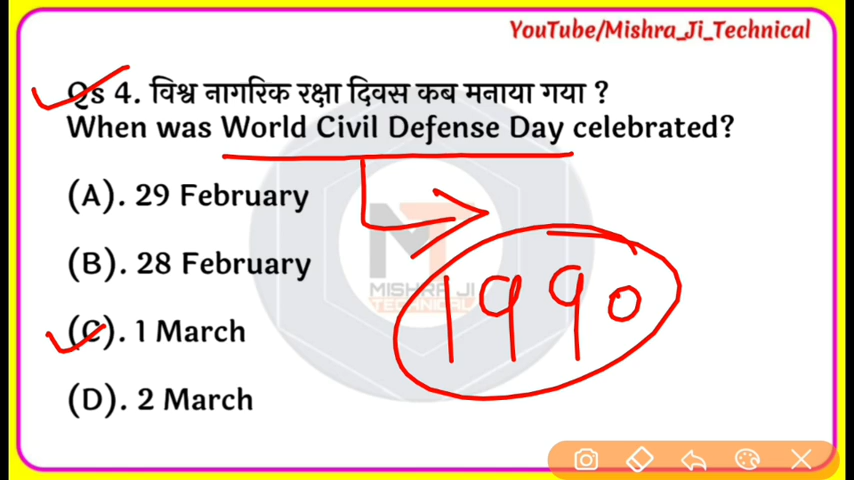 YouTube/Mishra_Ji_Technical
Qs 4. विश्व नागरिक रक्षा दिवस कब मनाया गया ?
When was World Civil Defense Day celebrated?
(A). 29 February
(B). 28 February
(C). 1 March
(D). 2 March
1990
MT
MISHRA JI
TECHNICAL